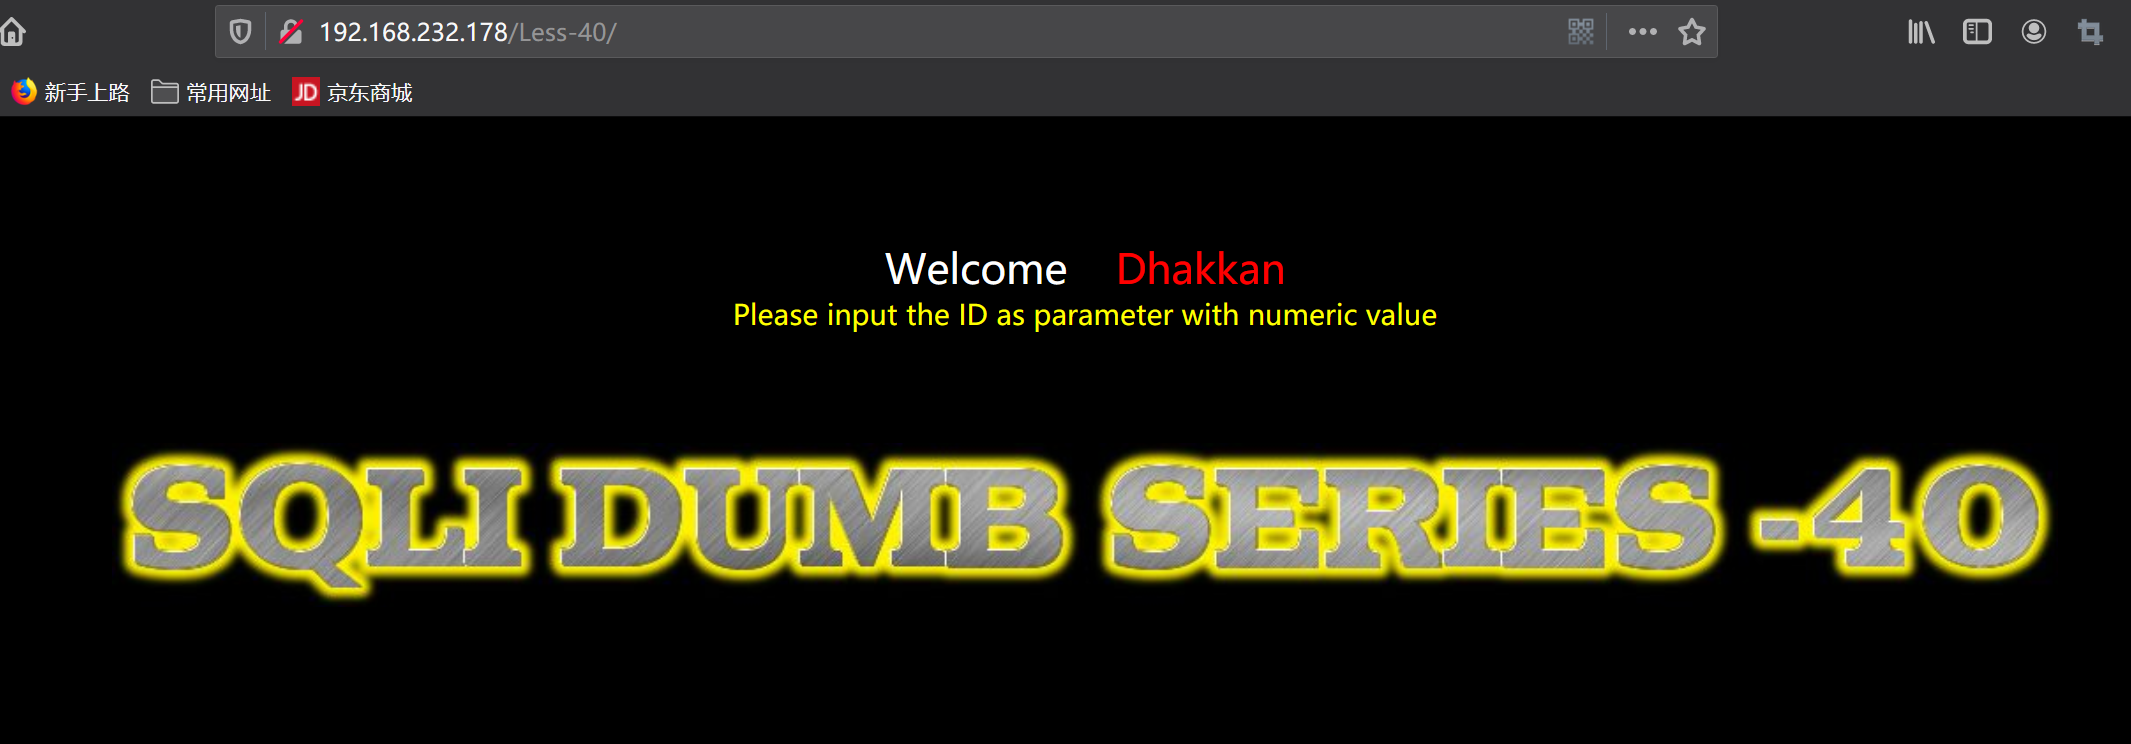 192.168.232.178/Less-40/
新手上路 常用网址 JD 京东商城
Welcome Dhakkan
Please input the ID as parameter with numeric value
SQLI DUMB SERIES -40